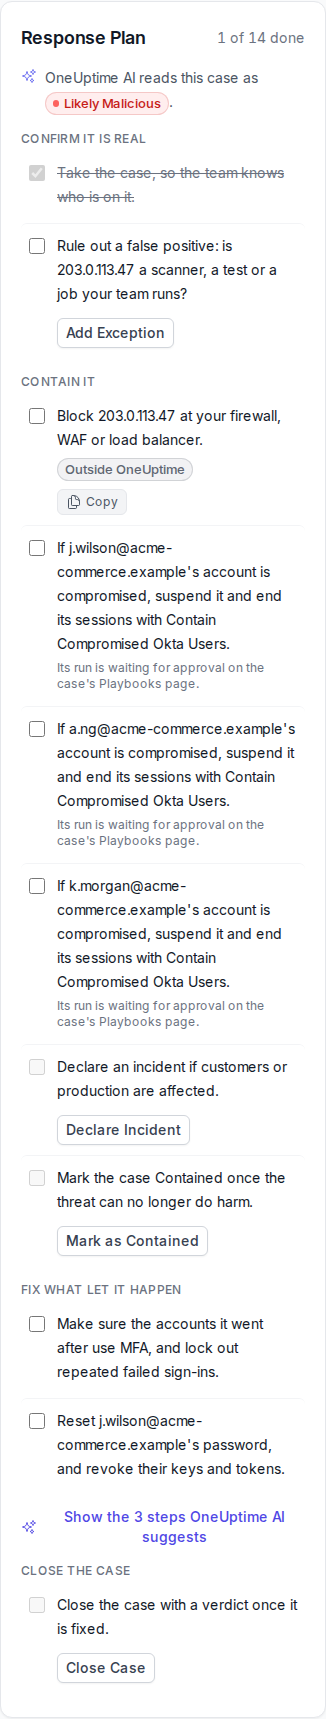 Response Plan
1 of 14 done
OneUptime AI reads this case as
Likely Malicious.
CONFIRM IT IS REAL
Take the case, so the team knows
who is on it.
Rule out a false positive: is
203.0.113.47 a scanner, a test or a
job your team runs?
Add Exception
CONTAIN IT
Block 203.0.113.47 at your firewall,
WAF or load balancer.
Outside OneUptime
Copy
If j.wilson@acme-
commerce.example's account is
compromised, suspend it and end
its sessions with Contain
Compromised Okta Users.
Its run is waiting for approval on the
case's Playbooks page.
If a.ng@acme-commerce.example's
account is compromised, suspend it
and end its sessions with Contain
Compromised Okta Users.
Its run is waiting for approval on the
case's Playbooks page.
If k.morgan@acme-
commerce.example's account is
compromised, suspend it and end
its sessions with Contain
Compromised Okta Users.
Its run is waiting for approval on the
case's Playbooks page.
Declare an incident if customers or
production are affected.
Declare Incident
Mark the case Contained once the
threat can no longer do harm.
Mark as Contained
FIX WHAT LET IT HAPPEN
Make sure the accounts it went
after use MFA, and lock out
repeated failed sign-ins.
Reset j.wilson@acme-
commerce.example's password,
and revoke their keys and tokens.
Show the 3 steps OneUptime AI
suggests
CLOSE THE CASE
Close the case with a verdict once it
is fixed.
Close Case